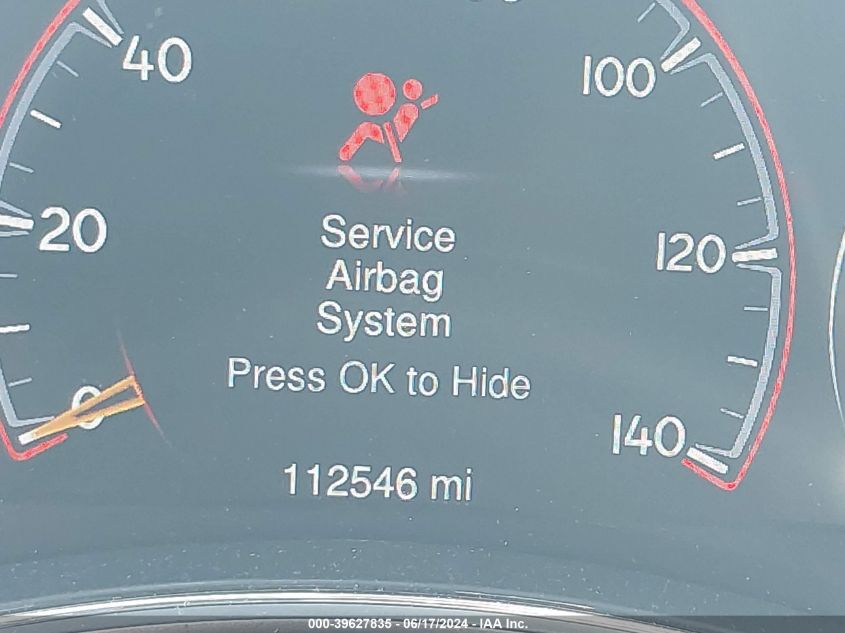 40
100
20
120
0
140
Service
Airbag
System
Press OK to Hide
112546 mi
000-39627835 - 06/17/2024 - IAA Inc.